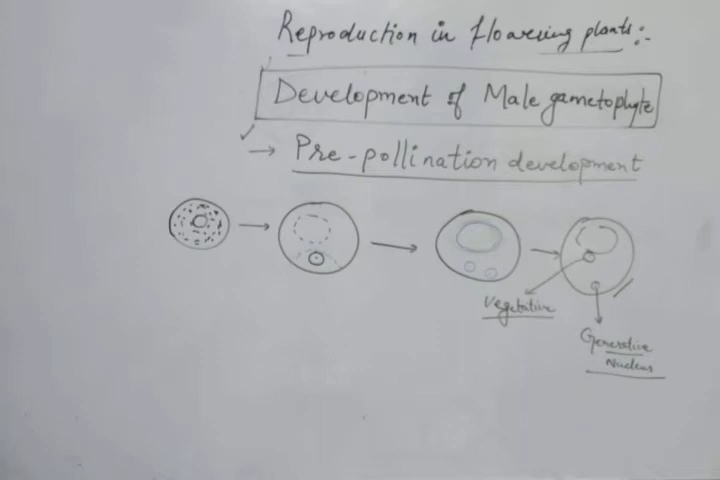 Reproduction in flowering plants:-
Development of Male gametophyte
→ Pre-pollination development
Vegetative
Generative
Nucleus